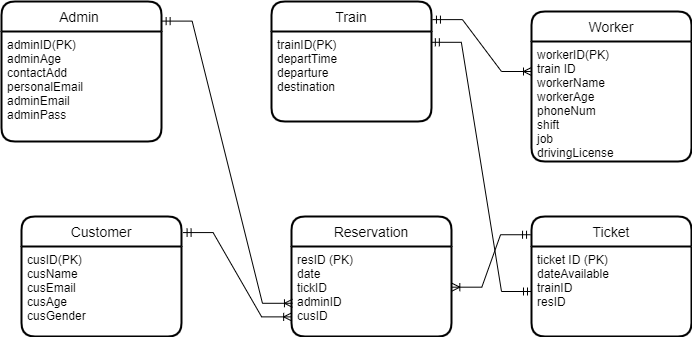 Admin
adminID(PK)
adminAge
contactAdd
personalEmail
adminEmail
adminPass
Train
trainID(PK)
departTime
departure
destination
Worker
workerID(PK)
train ID
workerName
workerAge
phoneNum
shift
job
drivingLicense
Customer
cusID(PK)
cusName
cusEmail
cusAge
cusGender
Reservation
resID (PK)
date
tickID
adminID
cusID
Ticket
ticket ID (PK)
dateAvailable
trainID
resID